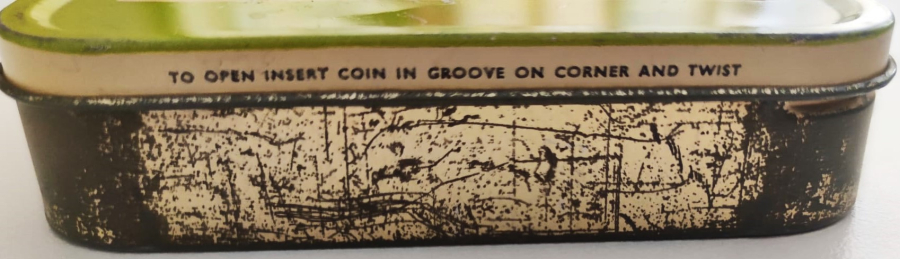 TO OPEN INSERT COIN IN GROOVE ON CORNER AND TWIST